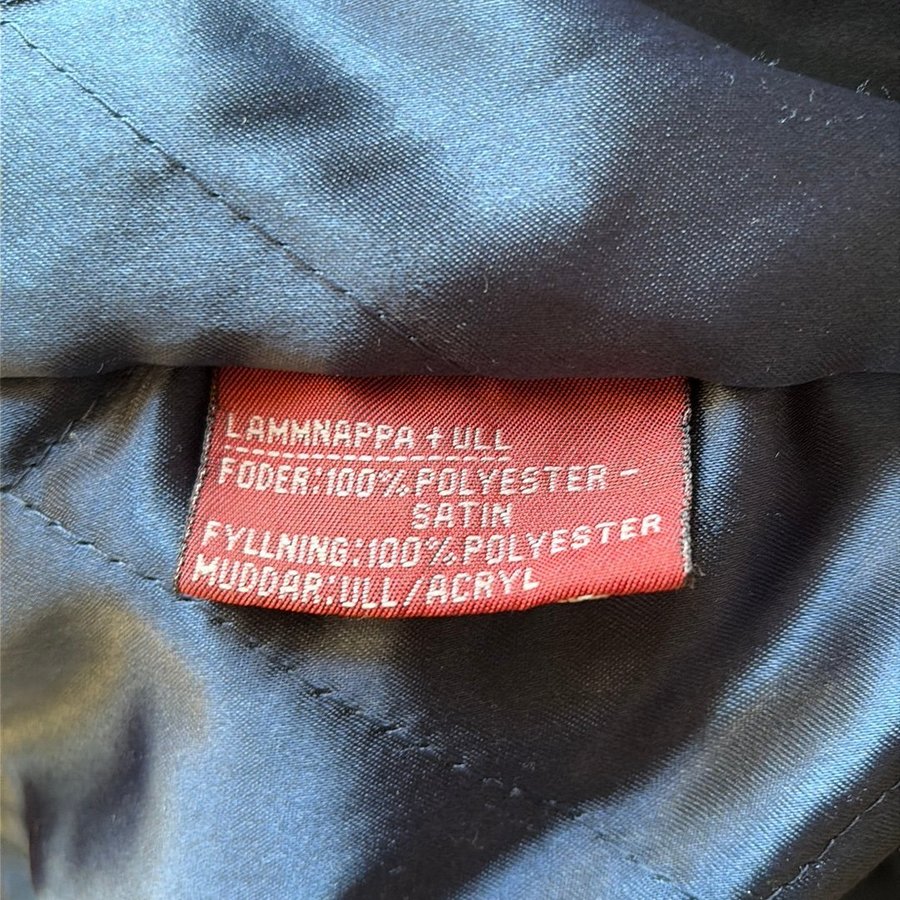 LAMMNAPPA + ULL
FODER: 100% POLYESTER -
SATIN
FYLLNING: 100% POLYESTER
MUDDAR: ULL / ACRYL